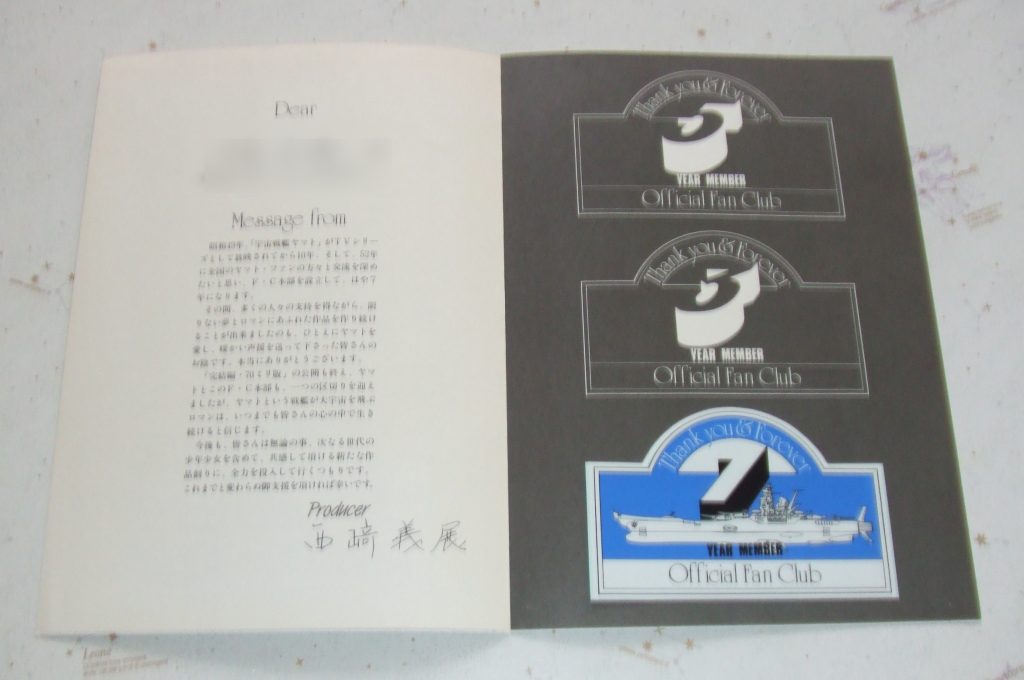 Dear
Message from
昭和49年、「宇宙戦艦ヤマト」がTVシリー
ズとして放映されてから10年、そして、52年
に全国のヤマト・ファンの方々と交流を深め
たいと思い、F・C本部を設立して、はや7
年になります。
その間、多くの人々の支持を得ながら、限
りない夢とロマンにあふれた作品を作り続け
ることが出来ましたのも、ひとえにヤマトを
愛し、暖かい声援を送って下さった皆さんの
お陰です。本当にありがとうございます。
「完結編・70ミリ版」の公開も終え、ヤマ
トとこのF・C本部も、一つの区切りを迎え
ましたが、ヤマトという戦艦が大宇宙を飛ぶ
ロマンは、いつまでも皆さんの心の中で生き
続けると信じます。
今後も、皆さんは無論の事、次なる世代の
少年少女を含めて、共感して頂ける新たな作
品創りに、全力を投入して行くつもりです。
これまでと変わらぬ御支援を頂ければ幸いです。
Producer
西崎義展
Thank you & Forever
YEAR MEMBER
Official Fan Club
Thank you & Forever
YEAR MEMBER
Official Fan Club
Thank you & Forever
7
YEAR MEMBER
Official Fan Club